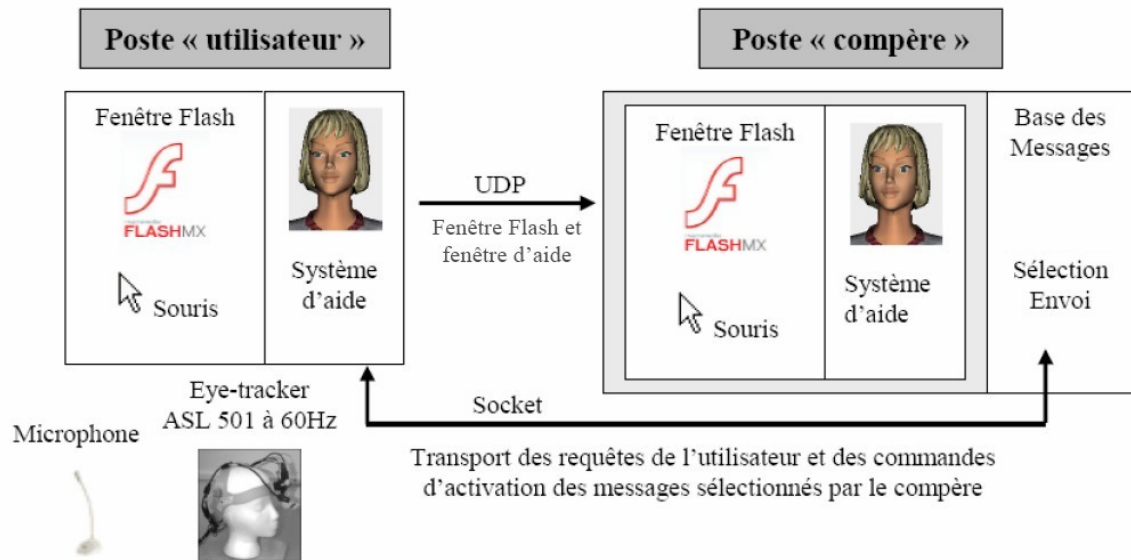 Poste « utilisateur »
Poste « compère »
Fenêtre Flash
FLASHMX
Souris
Système
d’aide
UDP
Fenêtre Flash et
fenêtre d’aide
Fenêtre Flash
FLASHMX
Souris
Système
d’aide
Base des
Messages
Sélection
Envoi
Eye-tracker
ASL 501 à 60Hz
Microphone
Socket
Transport des requêtes de l’utilisateur et des commandes
d’activation des messages sélectionnés par le compère